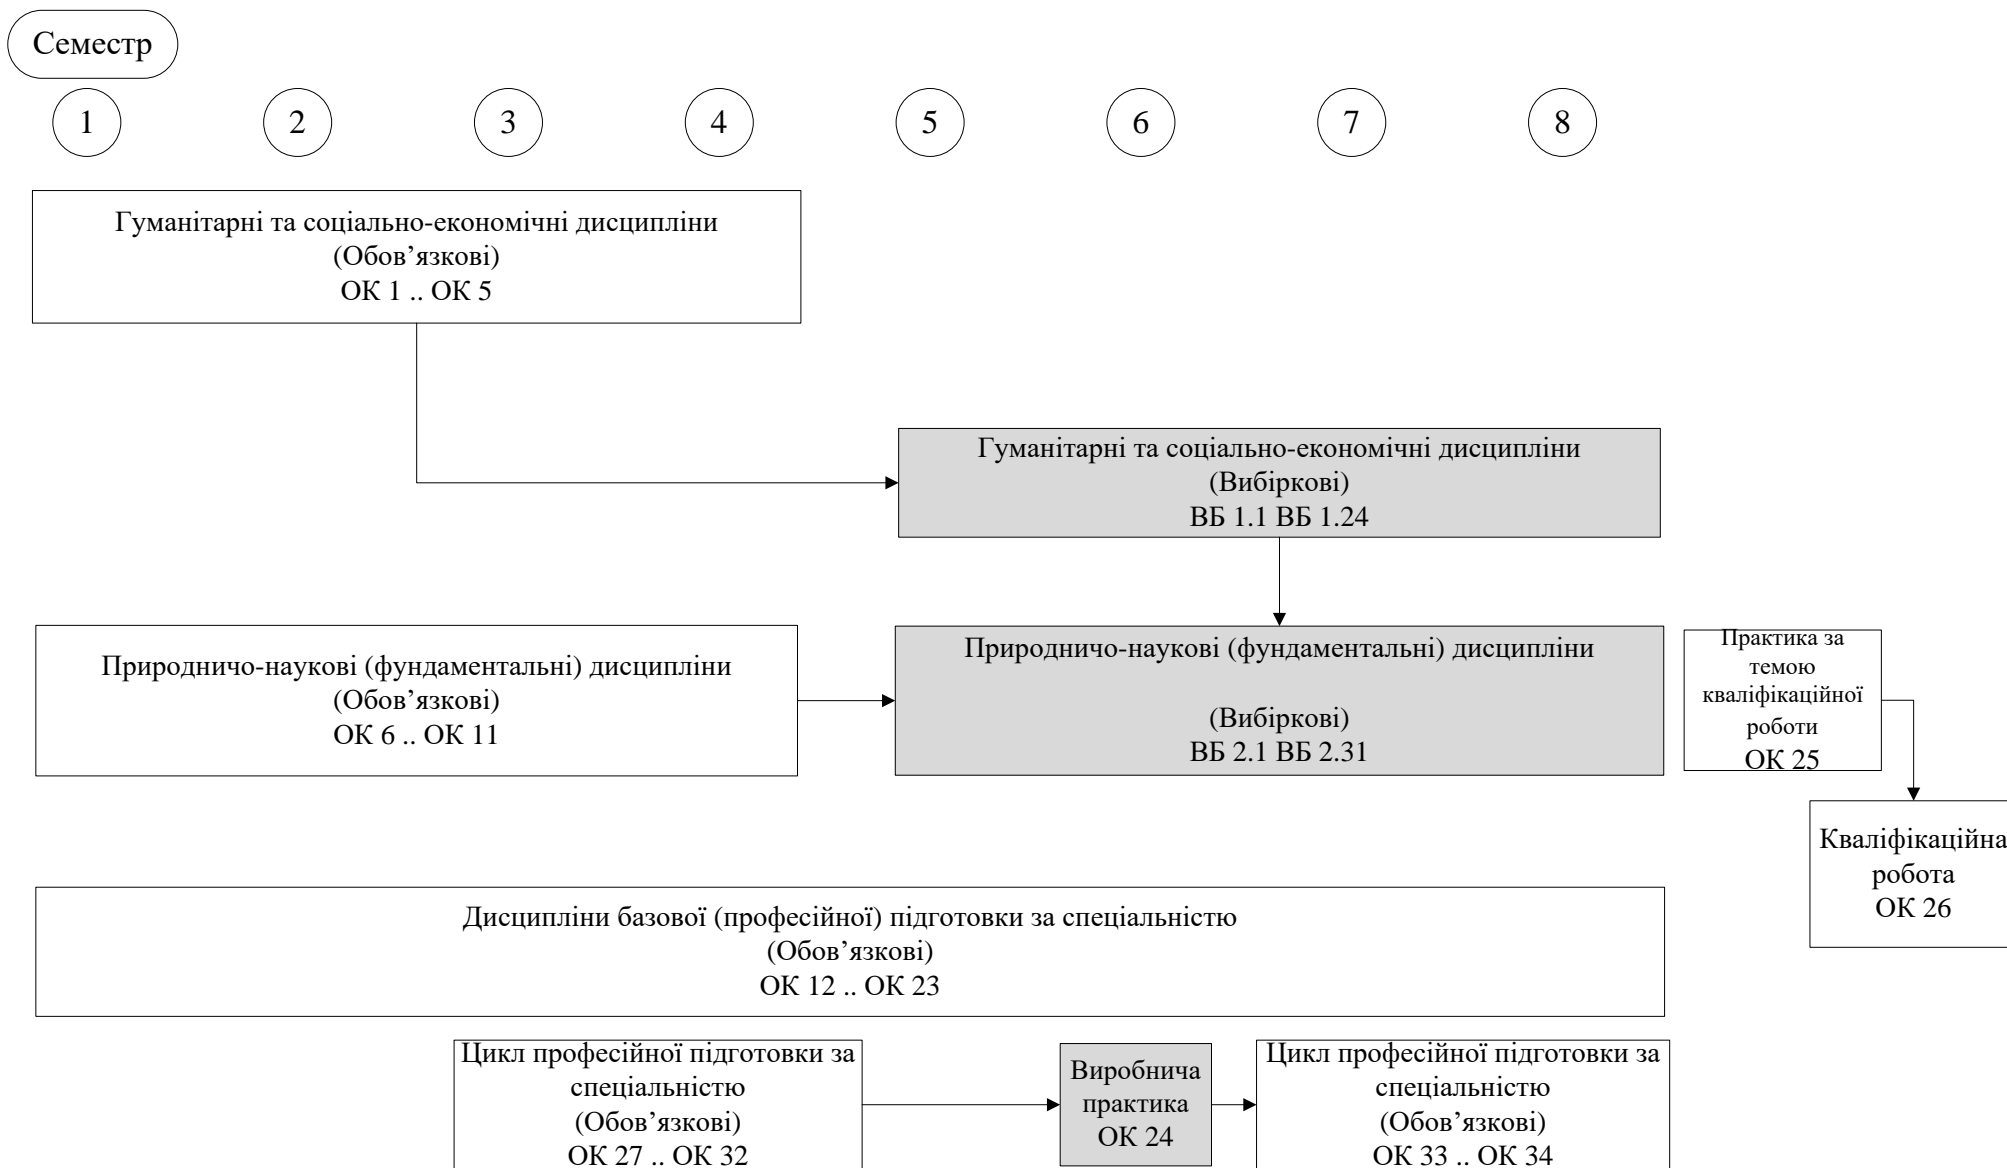 Семестр
1 2 3 4 5 6 7 8
Гуманітарні та соціально-економічні дисципліни
(Обов’язкові)
ОК 1 .. ОК 5
Гуманітарні та соціально-економічні дисципліни
(Вибіркові)
ВБ 1.1 ВБ 1.24
Природничо-наукові (фундаментальні) дисципліни
(Обов’язкові)
ОК 6 .. ОК 11
Природничо-наукові (фундаментальні) дисципліни
(Вибіркові)
ВБ 2.1 ВБ 2.31
Практика за
темою
кваліфікаційної
роботи
ОК 25
Кваліфікаційна
робота
ОК 26
Дисципліни базової (професійної) підготовки за спеціальністю
(Обов’язкові)
ОК 12 .. ОК 23
Цикл професійної підготовки за
спеціальністю
(Обов’язкові)
ОК 27 .. ОК 32
Виробнича
практика
ОК 24
Цикл професійної підготовки за
спеціальністю
(Обов’язкові)
ОК 33 .. ОК 34